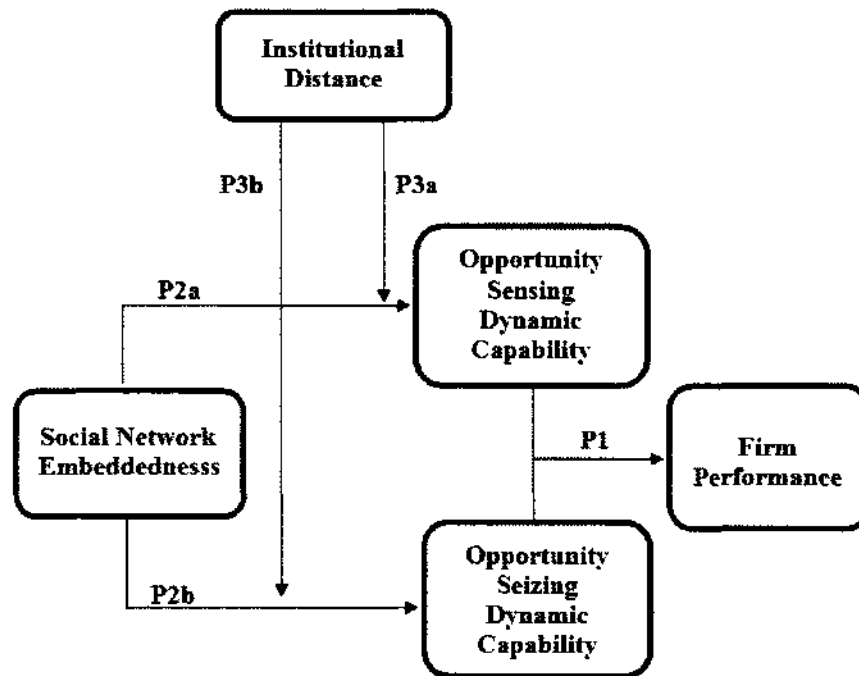 Institutional
Distance
P3b
P3a
Opportunity
Sensing
Dynamic
Capability
P2a
Social Network
Embeddednesss
P1
Firm
Performance
P2b
Opportunity
Seizing
Dynamic
Capability